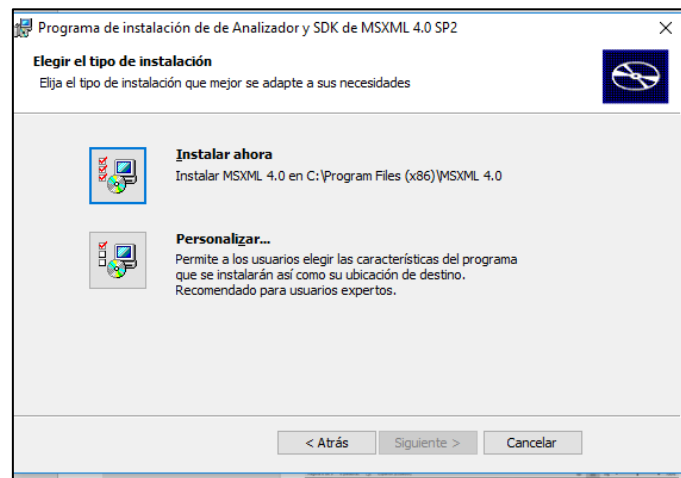 Programa de instalación de de Analizador y SDK de MSXML 4.0 SP2
Elegir el tipo de instalación
Elija el tipo de instalación que mejor se adapte a sus necesidades
Instalar ahora
Instalar MSXML 4.0 en C:\Program Files (x86)\MSXML 4.0
Personalizar...
Permite a los usuarios elegir las características del programa
que se instalarán así como su ubicación de destino.
Recomendado para usuarios expertos.
< Atrás
Siguiente >
Cancelar